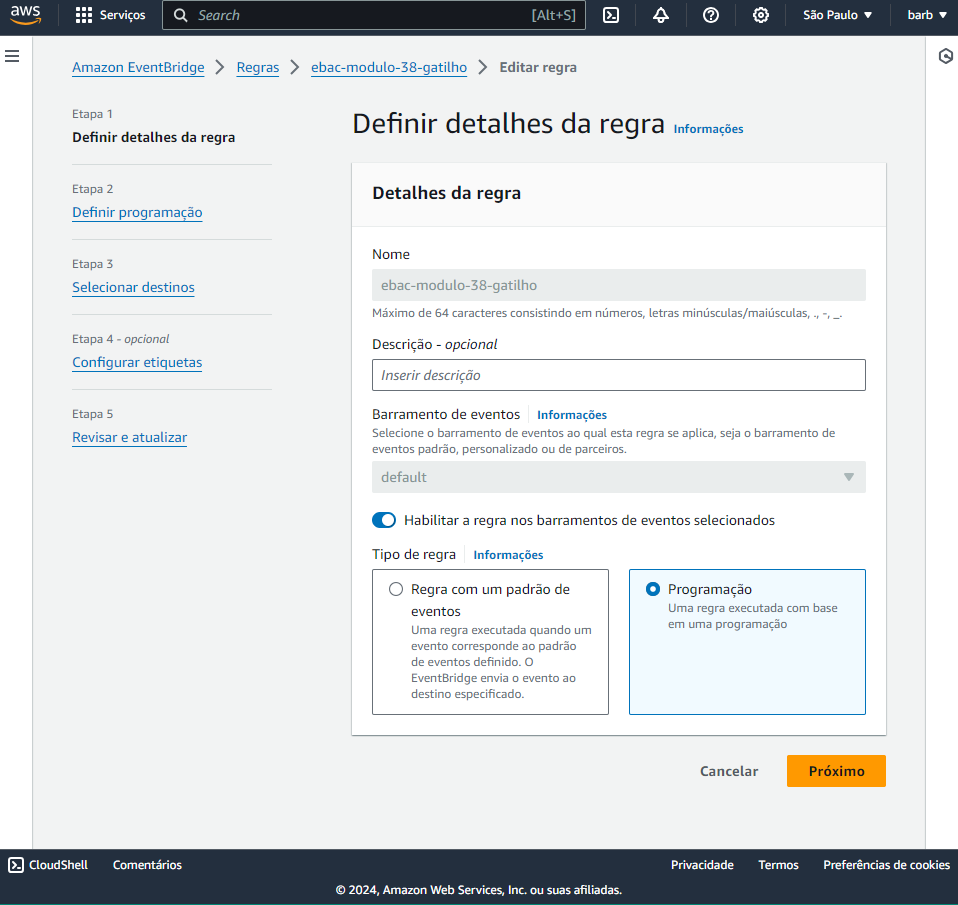 aws
Serviços
Search
[Alt+S]
São Paulo
barb
Amazon EventBridge
Regras
ebac-modulo-38-gatilho
Editar regra
Etapa 1
Definir detalhes da regra
Etapa 2
Definir programação
Etapa 3
Selecionar destinos
Etapa 4 - opcional
Configurar etiquetas
Etapa 5
Revisar e atualizar
Definir detalhes da regra Informações
Detalhes da regra
Nome
ebac-modulo-38-gatilho
Máximo de 64 caracteres consistindo em números, letras minúsculas/maiúsculas, ., -, _.
Descrição - opcional
Inserir descrição
Barramento de eventos Informações
Selecione o barramento de eventos ao qual esta regra se aplica, seja o barramento de
eventos padrão, personalizado ou de parceiros.
default
Habilitar a regra nos barramentos de eventos selecionados
Tipo de regra Informações
Regra com um padrão de
eventos
Uma regra executada quando um
evento corresponde ao padrão
de eventos definido. O
EventBridge envia o evento ao
destino especificado.
Programação
Uma regra executada com base
em uma programação
Cancelar
Próximo
CloudShell
Comentários
Privacidade
Termos
Preferências de cookies
© 2024, Amazon Web Services, Inc. ou suas afiliadas.